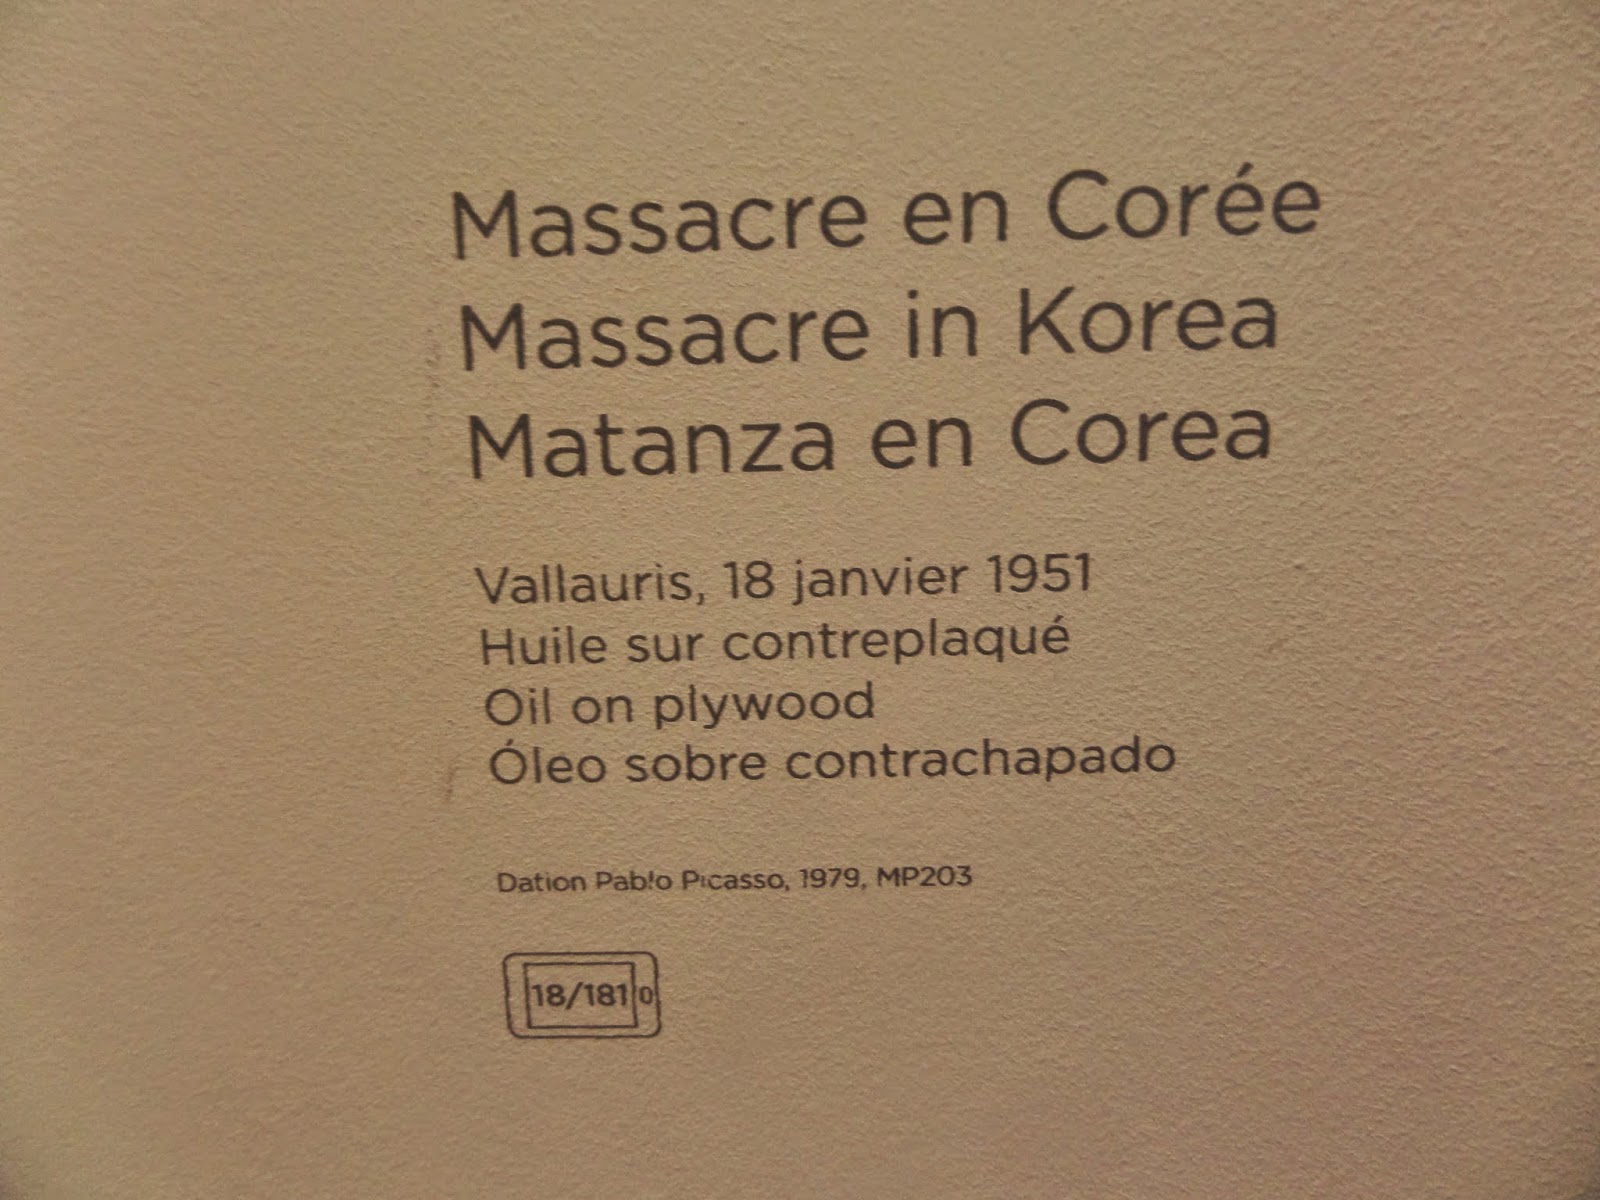 Massacre en Corée
Massacre in Korea
Matanza en Corea
Vallauris, 18 janvier 1951
Huile sur contreplaqué
Oil on plywood
Óleo sobre contrachapado
Dation Pablo Picasso, 1979, MP203
18/181